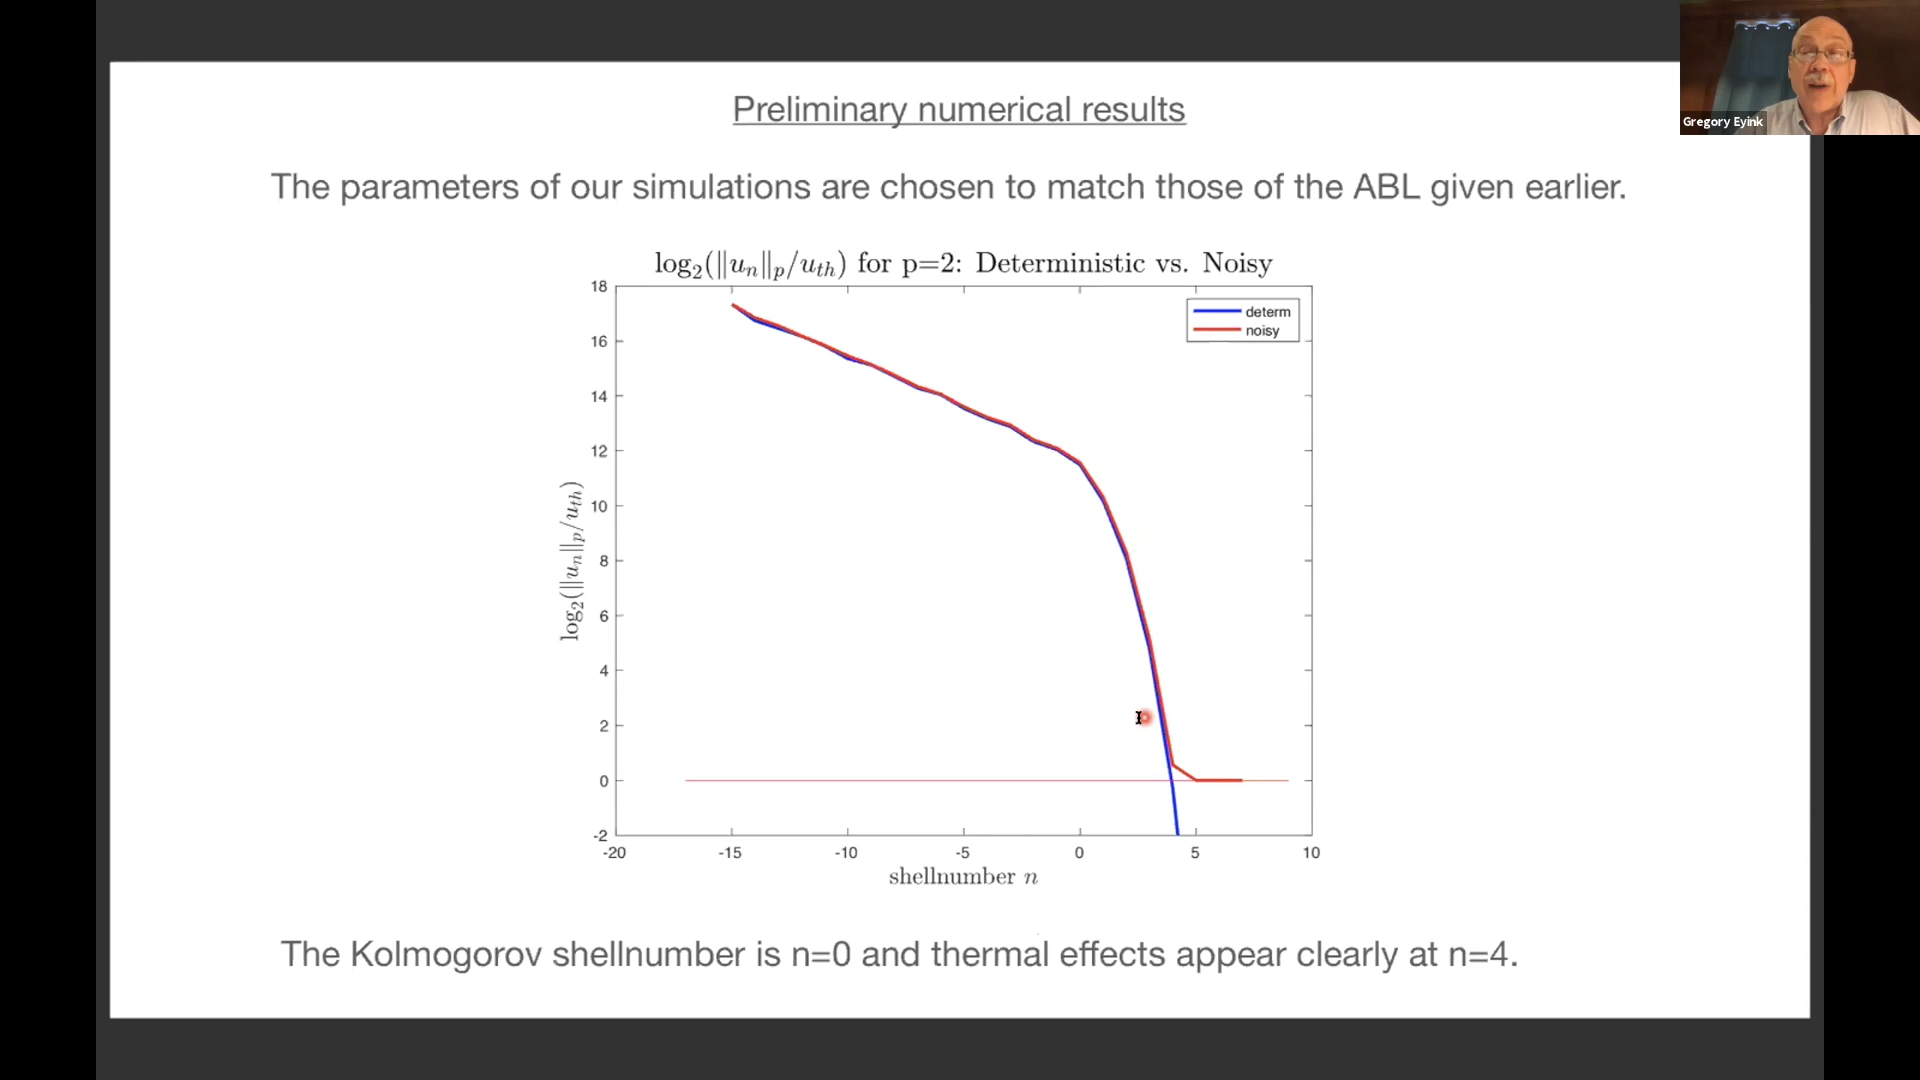 Preliminary numerical results
Gregory Eyink
The parameters of our simulations are chosen to match those of the ABL given earlier.
log₂(‖uₙ‖ₚ/uₜₕ) for p=2: Deterministic vs. Noisy
determ
noisy
18
16
14
12
10
8
6
4
2
0
-2
log₂(‖uₙ‖ₚ/uₜₕ)
-20 -15 -10 -5 0 5 10
shellnumber n
The Kolmogorov shellnumber is n=0 and thermal effects appear clearly at n=4.